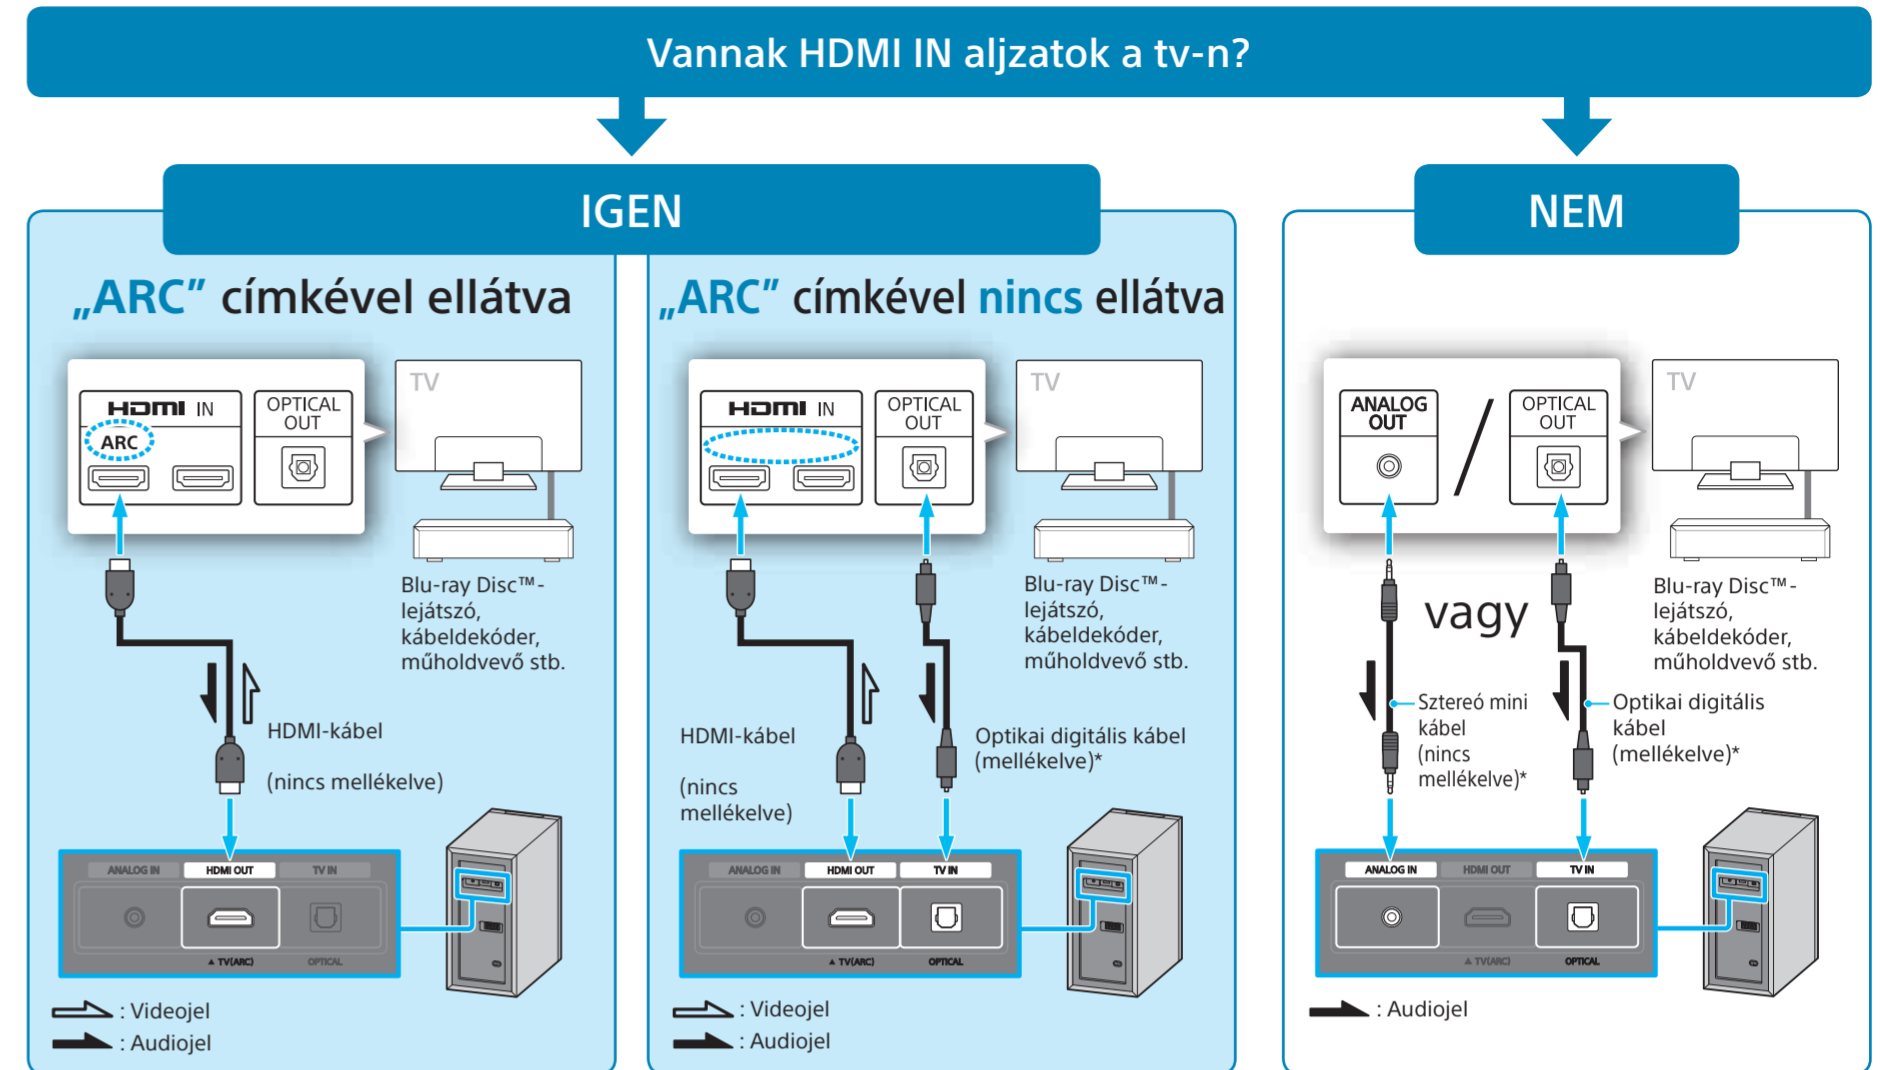 Vannak HDMI IN aljzatok a tv-n?
IGEN
„ARC” címkével ellátva
HDMI IN
ARC
OPTICAL
OUT
TV
Blu-ray Disc™-
lejátszó,
kábeldekóder,
műholdvevő stb.
HDMI-kábel
(nincs mellékelve)
ANALOG IN
HDMI OUT
TV IN
▲ TV(ARC)
OPTICAL
: Videojel
: Audiojel
„ARC” címkével nincs ellátva
HDMI IN
OPTICAL
OUT
TV
Blu-ray Disc™-
lejátszó,
kábeldekóder,
műholdvevő stb.
HDMI-kábel
(nincs
mellékelve)
Optikai digitális kábel
(mellékelve)*
ANALOG IN
HDMI OUT
TV IN
▲ TV(ARC)
OPTICAL
: Videojel
: Audiojel
NEM
ANALOG
OUT
/
OPTICAL
OUT
TV
Blu-ray Disc™-
lejátszó,
kábeldekóder,
műholdvevő stb.
vagy
Sztereó mini
kábel
(nincs
mellékelve)*
Optikai digitális
kábel
(mellékelve)*
ANALOG IN
HDMI OUT
TV IN
▲ TV(ARC)
OPTICAL
: Audiojel